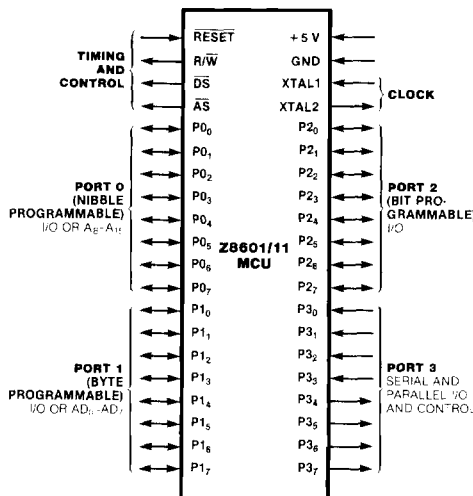 TIMING
AND
CONTROL
PORT 0
(NIBBLE
PROGRAMMABLE)
I/O OR A₈-A₁₅
PORT 1
(BYTE
PROGRAMMABLE)
I/O OR AD₀-AD₇
R̅E̅S̅E̅T̅
R/W̅
D̅S̅
A̅S̅
P0₀
P0₁
P0₂
P0₃
P0₄
P0₅
P0₆
P0₇
P1₀
P1₁
P1₂
P1₃
P1₄
P1₅
P1₆
P1₇
Z8601/11
MCU
+5 V
GND
XTAL1
XTAL2
P2₀
P2₁
P2₂
P2₃
P2₄
P2₅
P2₆
P2₇
P3₀
P3₁
P3₂
P3₃
P3₄
P3₅
P3₆
P3₇
CLOCK
PORT 2
(BIT PRO-
GRAMMABLE)
I/O
PORT 3
SERIAL AND
PARALLEL I/O
AND CONTROL